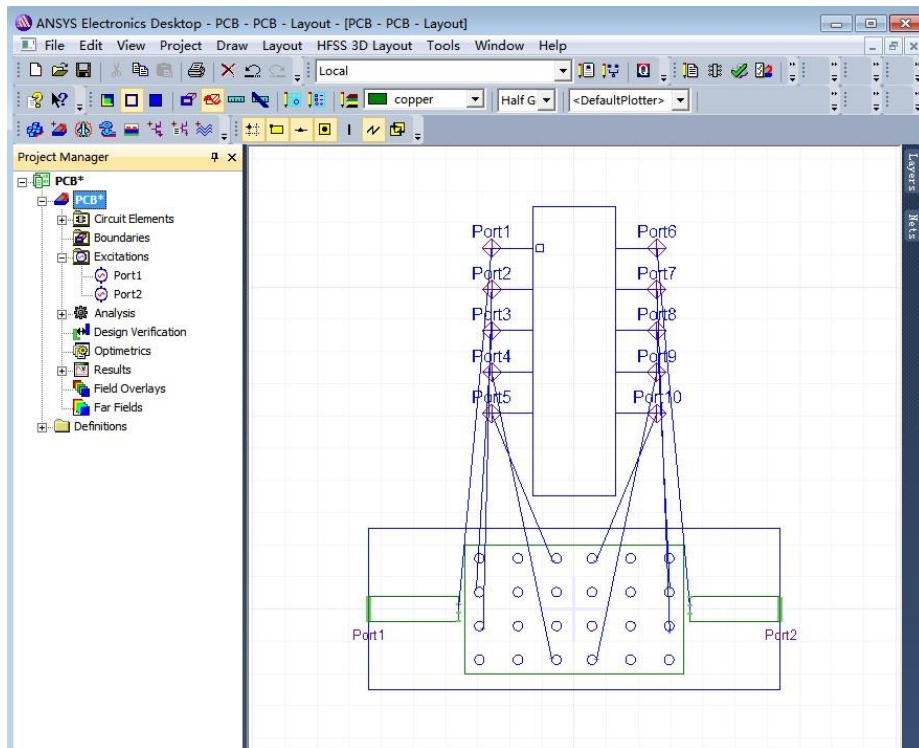 ANSYS Electronics Desktop - PCB - PCB - Layout - [PCB - PCB - Layout]
File Edit View Project Draw Layout HFSS 3D Layout Tools Window Help
Local
copper Half G <DefaultPlotter>
Project Manager
PCB*
PCB*
Circuit Elements
Boundaries
Excitations
Port1
Port2
Analysis
Design Verification
Optimetrics
Results
Field Overlays
Far Fields
Definitions
Port1 Port6
Port2 Port7
Port3 Port8
Port4 Port9
Port5 Port10
Port1 Port2
Layers
Nets